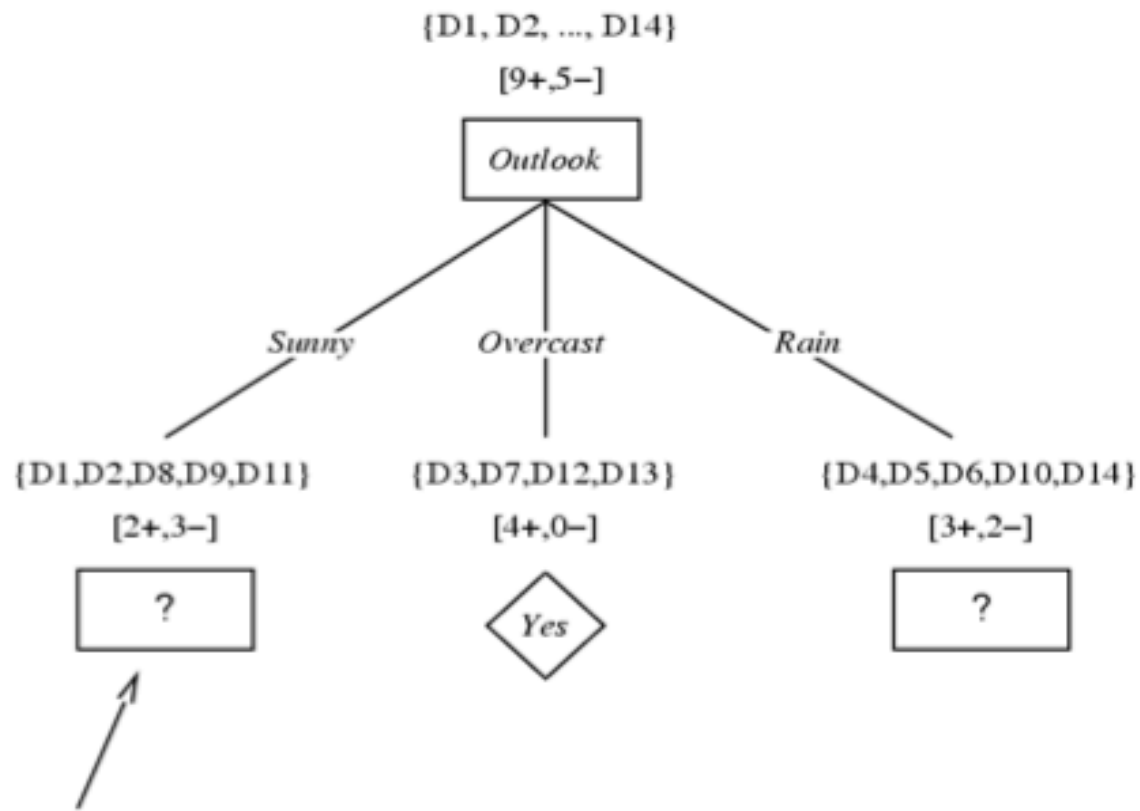 {D1, D2, ..., D14}
[9+,5−]
Outlook
Sunny Overcast Rain
{D1,D2,D8,D9,D11} {D3,D7,D12,D13} {D4,D5,D6,D10,D14}
[2+,3−] [4+,0−] [3+,2−]
? Yes ?